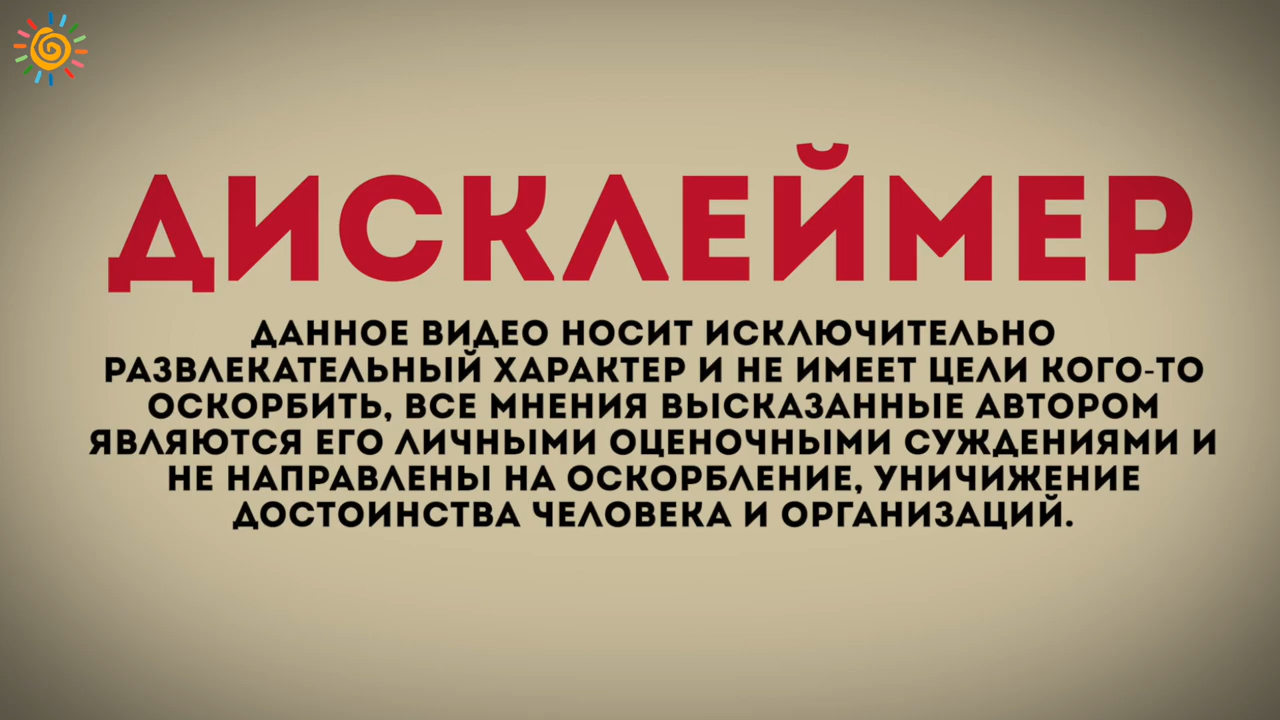 ДИСКЛЕЙМЕР
ДАННОЕ ВИДЕО НОСИТ ИСКЛЮЧИТЕЛЬНО
РАЗВЛЕКАТЕЛЬНЫЙ ХАРАКТЕР И НЕ ИМЕЕТ ЦЕЛИ КОГО-ТО
ОСКОРБИТЬ, ВСЕ МНЕНИЯ ВЫСКАЗАННЫЕ АВТОРОМ
ЯВЛЯЮТСЯ ЕГО ЛИЧНЫМИ ОЦЕНОЧНЫМИ СУЖДЕНИЯМИ И
НЕ НАПРАВЛЕНЫ НА ОСКОРБЛЕНИЕ, УНИЧИЖЕНИЕ
ДОСТОИНСТВА ЧЕЛОВЕКА И ОРГАНИЗАЦИЙ.